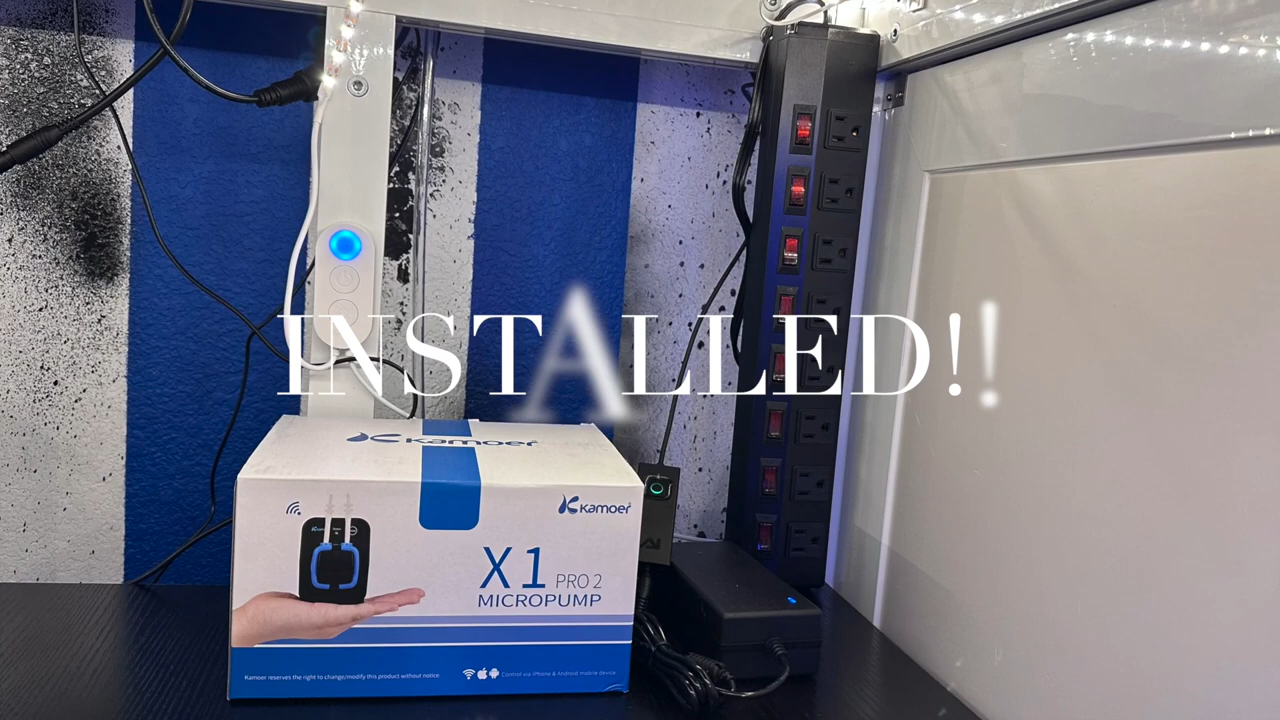 INSTALLED!!
Kamoer
Kamoer
X1 PRO 2
MICROPUMP
Kamoer reserves the right to change/modify this product without notice
Control via iPhone & Android mobile device
AI